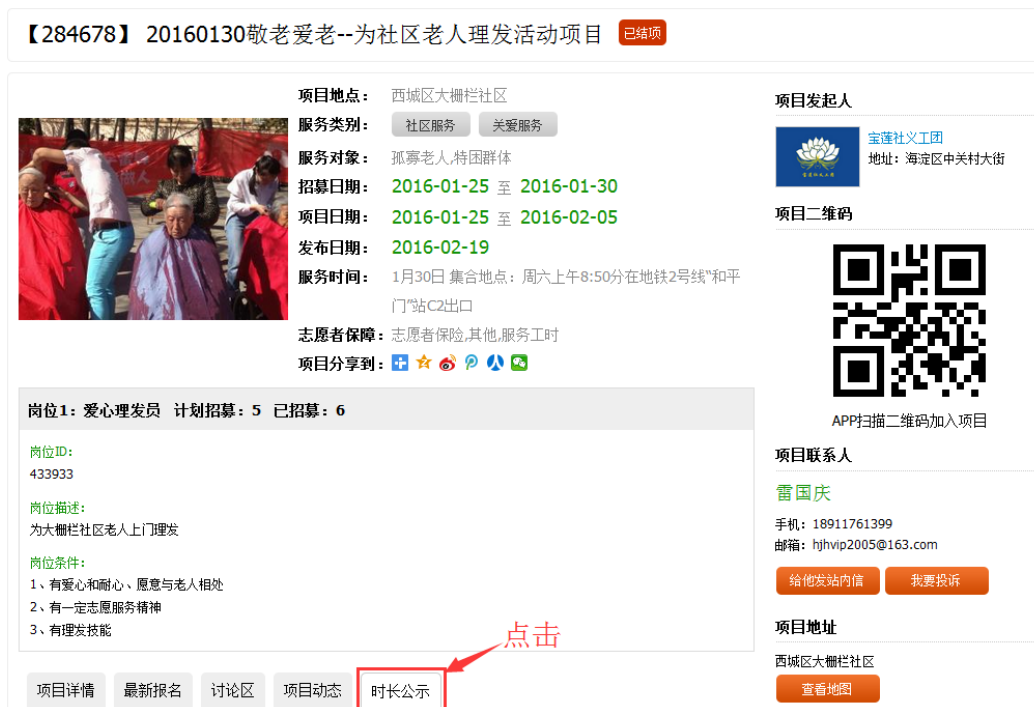 【284678】 20160130敬老爱老--为社区老人理发活动项目 已结项
项目地点： 西城区大栅栏社区
服务类别： 社区服务 关爱服务
服务对象： 孤寡老人,特困群体
招募日期： 2016-01-25 至 2016-01-30
项目日期： 2016-01-25 至 2016-02-05
发布日期： 2016-02-19
服务时间： 1月30日 集合地点：周六上午8:50分在地铁2号线“和平
门”站C2出口
志愿者保障：志愿者保险,其他,服务工时
项目分享到：
岗位1：爱心理发员 计划招募：5 已招募：6
岗位ID:
433933
岗位描述:
为大栅栏社区老人上门理发
岗位条件:
1、有爱心和耐心、愿意与老人相处
2、有一定志愿服务精神
3、有理发技能
点击
项目详情 最新报名 讨论区 项目动态 时长公示
项目发起人
宝莲社义工团
地址：海淀区中关村大街
项目二维码
APP扫描二维码加入项目
项目联系人
雷国庆
手机：18911761399
邮箱：hjhvip2005@163.com
给他发站内信 我要投诉
项目地址
西城区大栅栏社区
查看地图